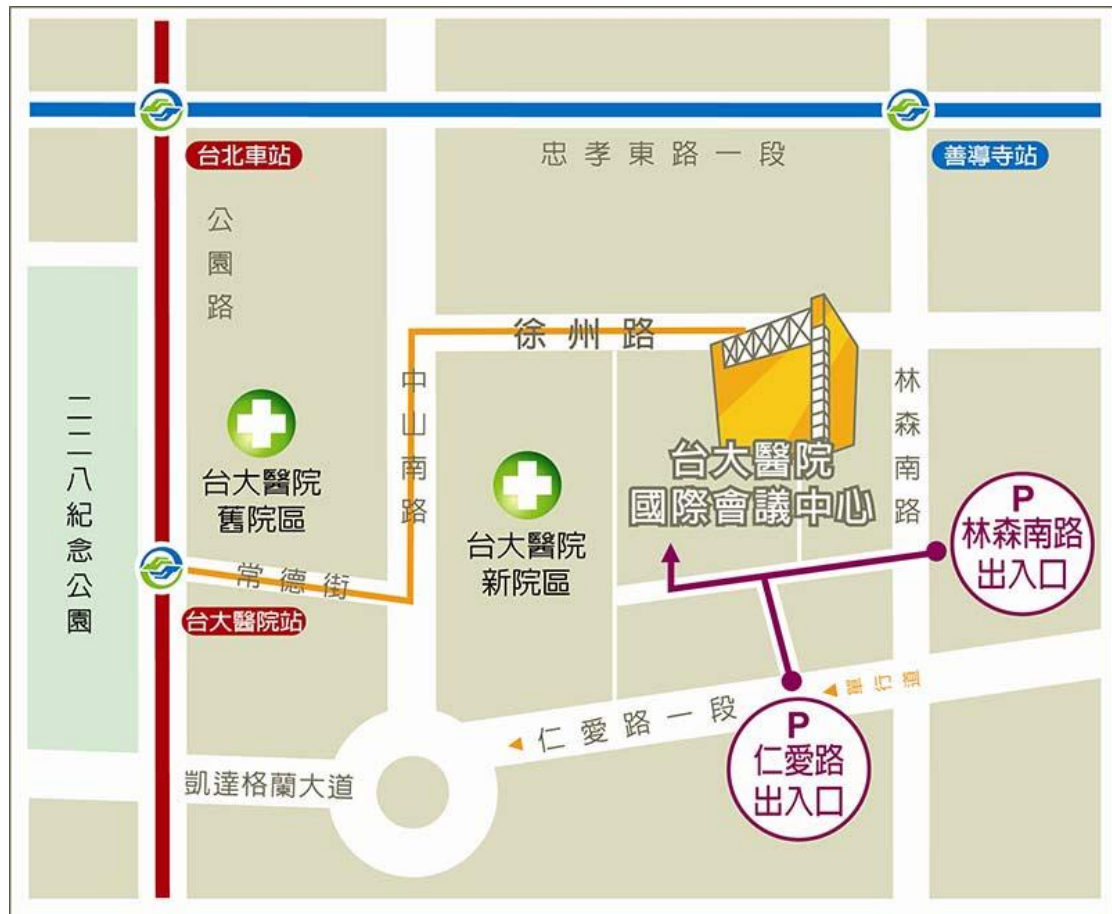 台北車站
忠孝東路一段
善導寺站
公園路
徐州路
中山南路
林森南路
二二八紀念公園
台大醫院
舊院區
台大醫院
新院區
台大醫院
國際會議中心
P
林森南路
出入口
常德街
台大醫院站
單行道
仁愛路一段
P
仁愛路
出入口
凱達格蘭大道